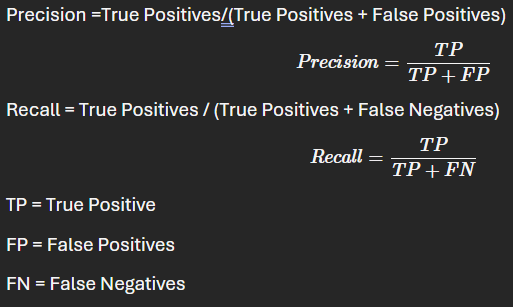 Precision =True Positives/(True Positives + False Positives)
Precision = TP / TP + FP
Recall = True Positives / (True Positives + False Negatives)
Recall = TP / TP + FN
TP = True Positive
FP = False Positives
FN = False Negatives